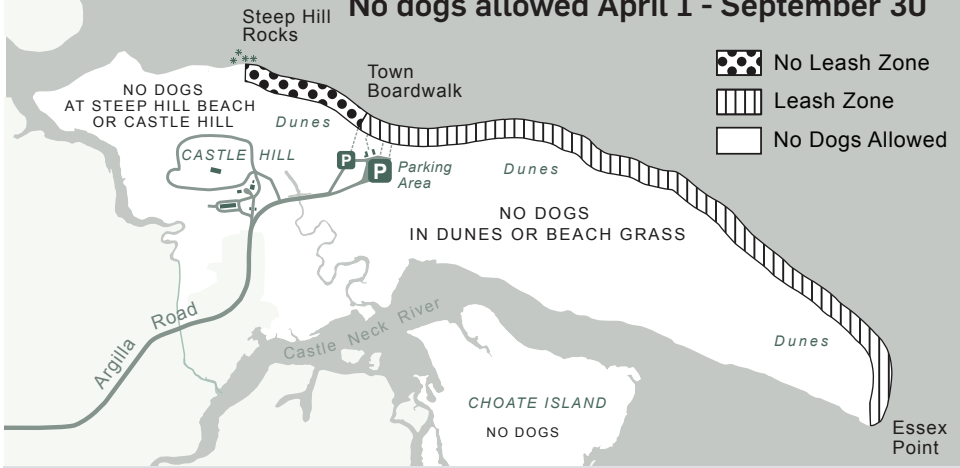 No dogs allowed April 1 - September 30
Steep Hill
Rocks
Town
Boardwalk
No Leash Zone
Leash Zone
No Dogs Allowed
NO DOGS
AT STEEP HILL BEACH
OR CASTLE HILL
Dunes
CASTLE HILL
P
P
Parking
Area
Dunes
NO DOGS
IN DUNES OR BEACH GRASS
Argilla Road
Castle Neck River
Dunes
CHOATE ISLAND
NO DOGS
Essex
Point